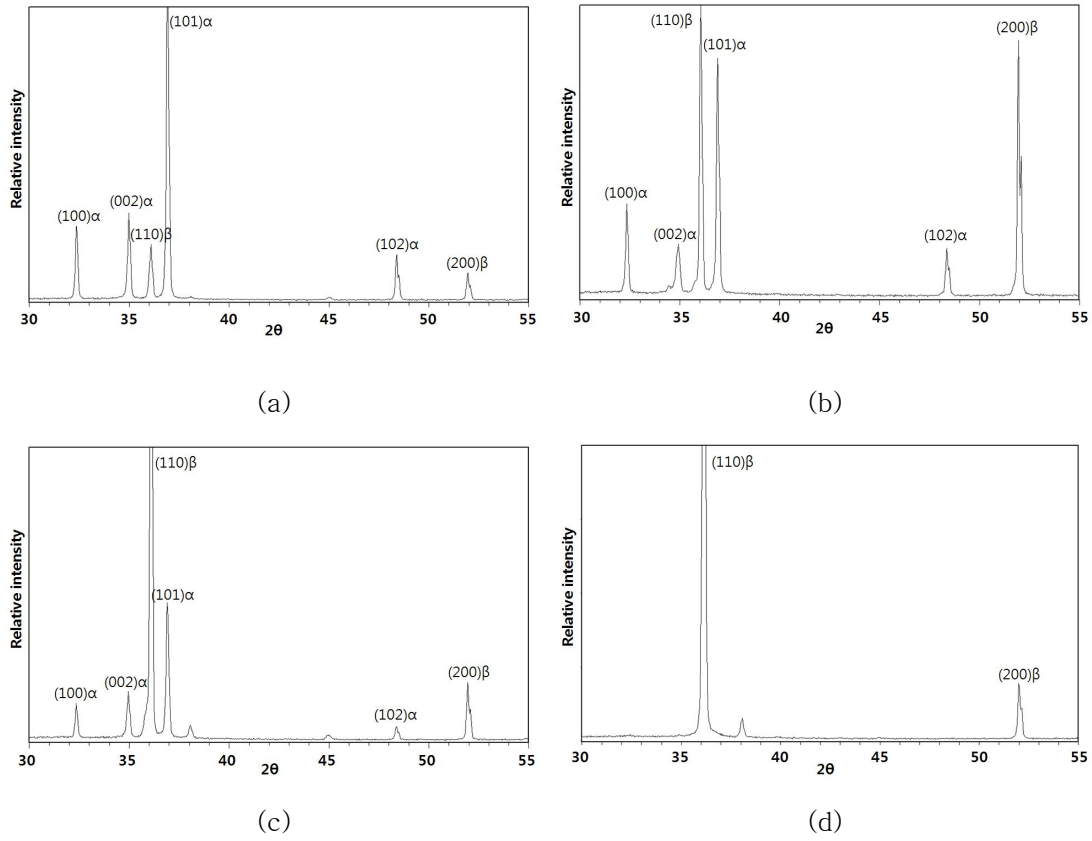 (101)α
(002)α
(100)α
(110)β
(102)α
(200)β
Relative intensity
30 35 40 45 50 55
2θ
(a)
(110)β
(101)α
(200)β
(100)α
(002)α
(102)α
Relative intensity
30 35 40 45 50 55
2θ
(b)
(110)β
(101)α
(100)α
(002)α
(200)β
(102)α
Relative intensity
30 35 40 45 50 55
2θ
(c)
(110)β
(200)β
Relative intensity
30 35 40 45 50 55
2θ
(d)